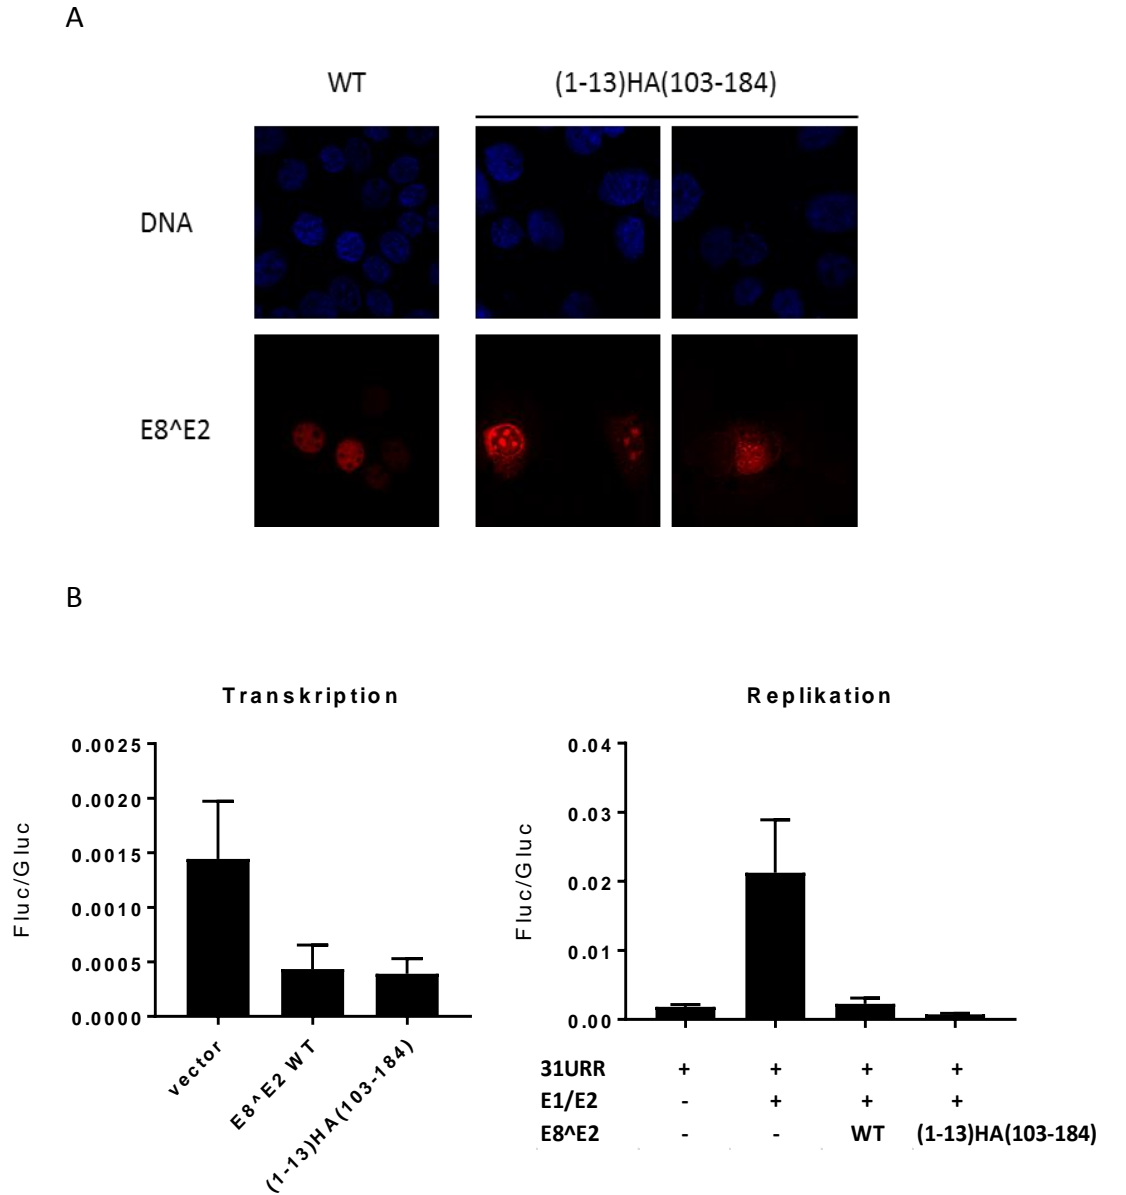 A
WT (1-13)HA(103-184)
DNA
E8^E2
B
Transkription
0.0025
0.0020
0.0015
0.0010
0.0005
0.0000
Fluc/Gluc
vector
E8^E2 WT
(1-13)HA(103-184)
Replikation
0.04
0.03
0.02
0.01
0.00
Fluc/Gluc
31URR + + + +
E1/E2 - + + +
E8^E2 - - WT (1-13)HA(103-184)